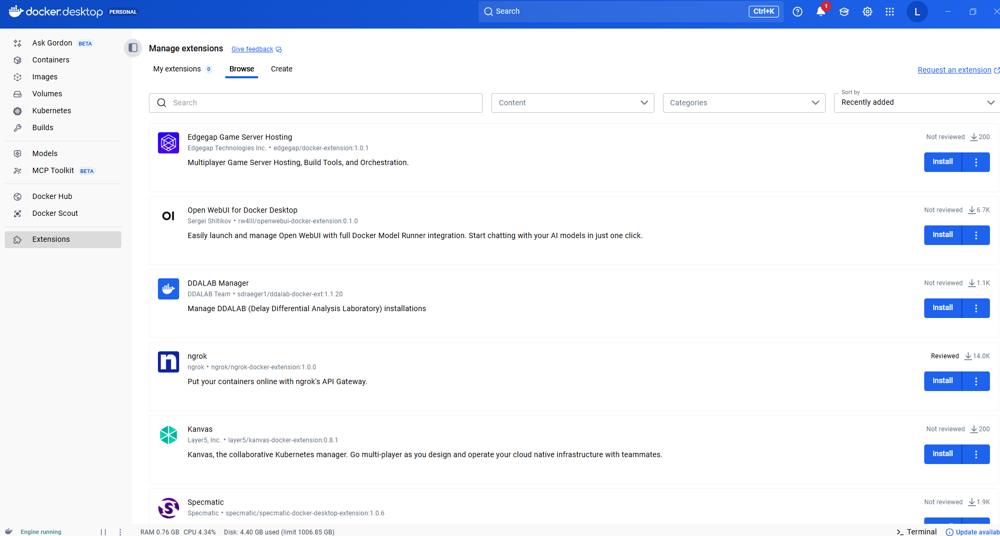 docker.desktop PERSONAL
Search Ctrl+K
1
L
Ask Gordon BETA
Containers
Images
Volumes
Kubernetes
Builds
Models
MCP Toolkit BETA
Docker Hub
Docker Scout
Extensions
Manage extensions Give feedback
My extensions 0 Browse Create
Request an extension
Search
Content
Categories
Sort by
Recently added
Edgegap Game Server Hosting
Edgegap Technologies Inc. • edgegap/docker-extension:1.0.1
Multiplayer Game Server Hosting, Build Tools, and Orchestration.
Not reviewed 200
Install
OI
Open WebUI for Docker Desktop
Sergei Shitikov • rw4lll/openwebui-docker-extension:0.1.0
Easily launch and manage Open WebUI with full Docker Model Runner integration. Start chatting with your AI models in just one click.
Not reviewed 6.7K
Install
DDALAB Manager
DDALAB Team • sdraeger1/ddalab-docker-ext:1.1.20
Manage DDALAB (Delay Differential Analysis Laboratory) installations
Not reviewed 1.1K
Install
n
ngrok
ngrok • ngrok/ngrok-docker-extension:1.0.0
Put your containers online with ngrok's API Gateway.
Reviewed 14.0K
Install
Kanvas
Layer5, Inc. • layer5/kanvas-docker-extension:0.8.1
Kanvas, the collaborative Kubernetes manager. Go multi-player as you design and operate your cloud native infrastructure with teammates.
Not reviewed 200
Install
S
Specmatic
Specmatic • specmatic/specmatic-docker-desktop-extension:1.0.6
Not reviewed 1.9K
Engine running
RAM 0.76 GB CPU 4.34% Disk: 4.40 GB used (limit 1006.85 GB)
>_ Terminal
Update availab